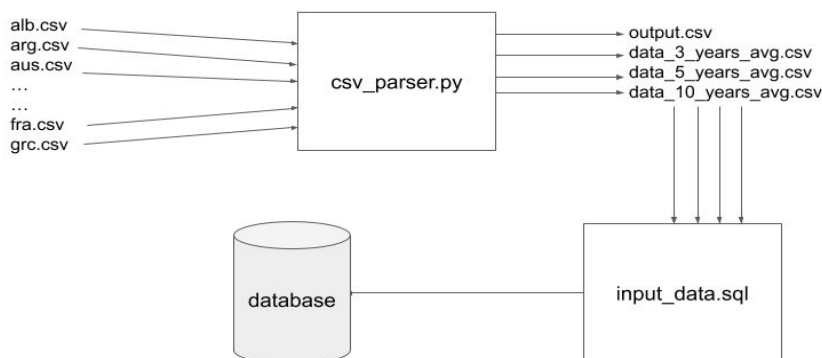 alb.csv
arg.csv
aus.csv
...
...
fra.csv
grc.csv
csv_parser.py
output.csv
data_3_years_avg.csv
data_5_years_avg.csv
data_10_years_avg.csv
database
input_data.sql